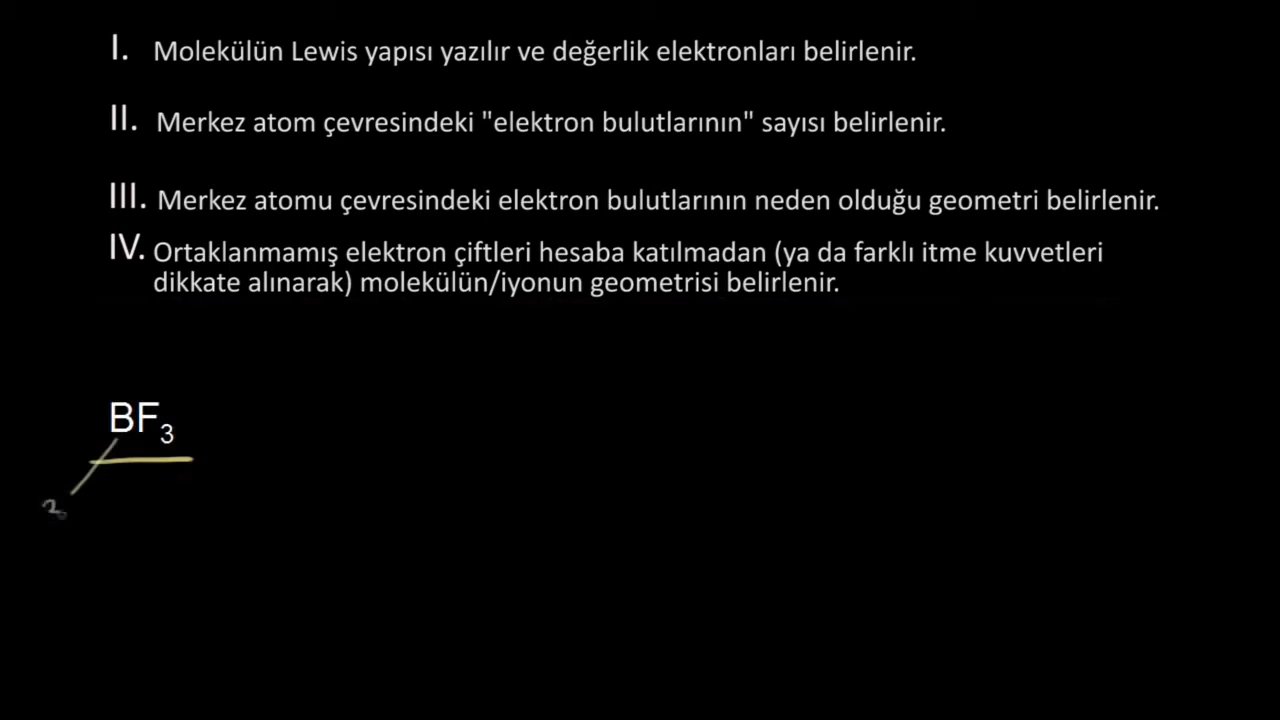 I. Molekülün Lewis yapısı yazılır ve değerlik elektronları belirlenir.
II. Merkez atom çevresindeki "elektron bulutlarının" sayısı belirlenir.
III. Merkez atomu çevresindeki elektron bulutlarının neden olduğu geometri belirlenir.
IV. Ortaklanmamış elektron çiftleri hesaba katılmadan (ya da farklı itme kuvvetleri
dikkate alınarak) molekülün/iyonun geometrisi belirlenir.
BF₃